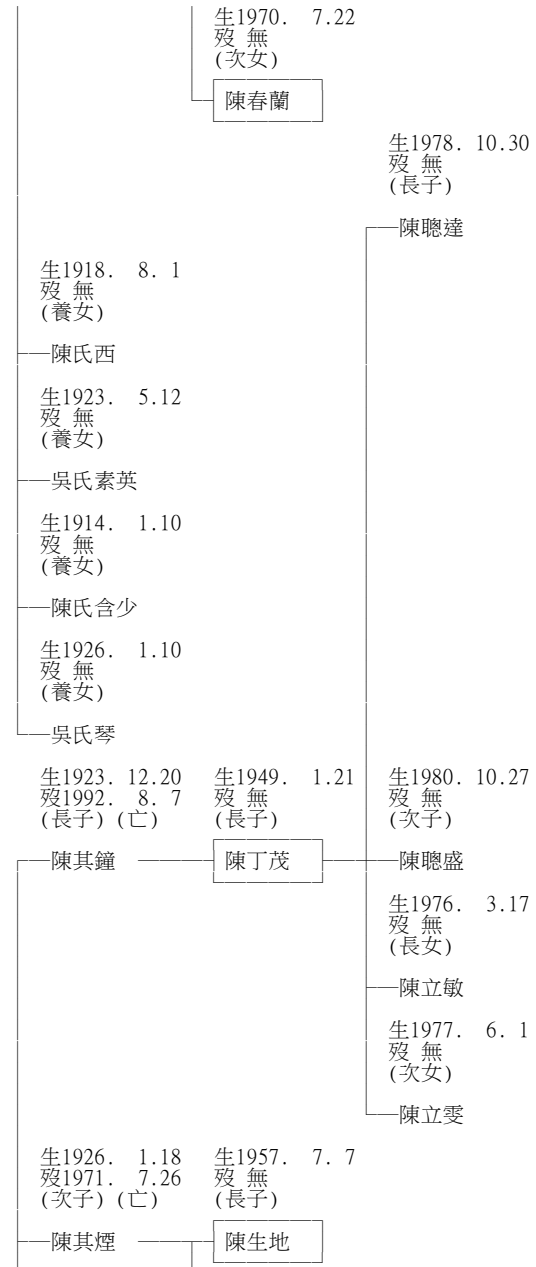 生1970. 7.22
歿 無
(次女)
陳春蘭
生1978. 10.30
歿 無
(長子)
陳聰達
生1918. 8. 1
歿 無
(養女)
陳氏西
生1923. 5.12
歿 無
(養女)
吳氏素英
生1914. 1.10
歿 無
(養女)
陳氏含少
生1926. 1.10
歿 無
(養女)
吳氏琴
生1923. 12.20 生1949. 1.21 生1980. 10.27
歿1992. 8. 7 歿 無 歿 無
(長子)(亡) (長子) (次子)
陳其鐘 陳丁茂 陳聰盛
生1976. 3.17
歿 無
(長女)
陳立敏
生1977. 6. 1
歿 無
(次女)
陳立雯
生1926. 1.18 生1957. 7. 7
歿1971. 7.26 歿 無
(次子)(亡) (長子)
陳其煙 陳生地